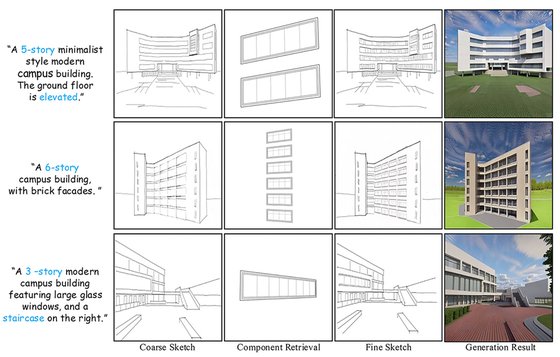 “A 5-story minimalist
style modern
campus building.
The ground floor
is elevated.”
“A 6-story
campus building,
with brick facades. ”
“A 3 -story modern
campus building
featuring large glass
windows, and a
staircase on the right.”
Coarse Sketch
Component Retrieval
Fine Sketch
Generation Result